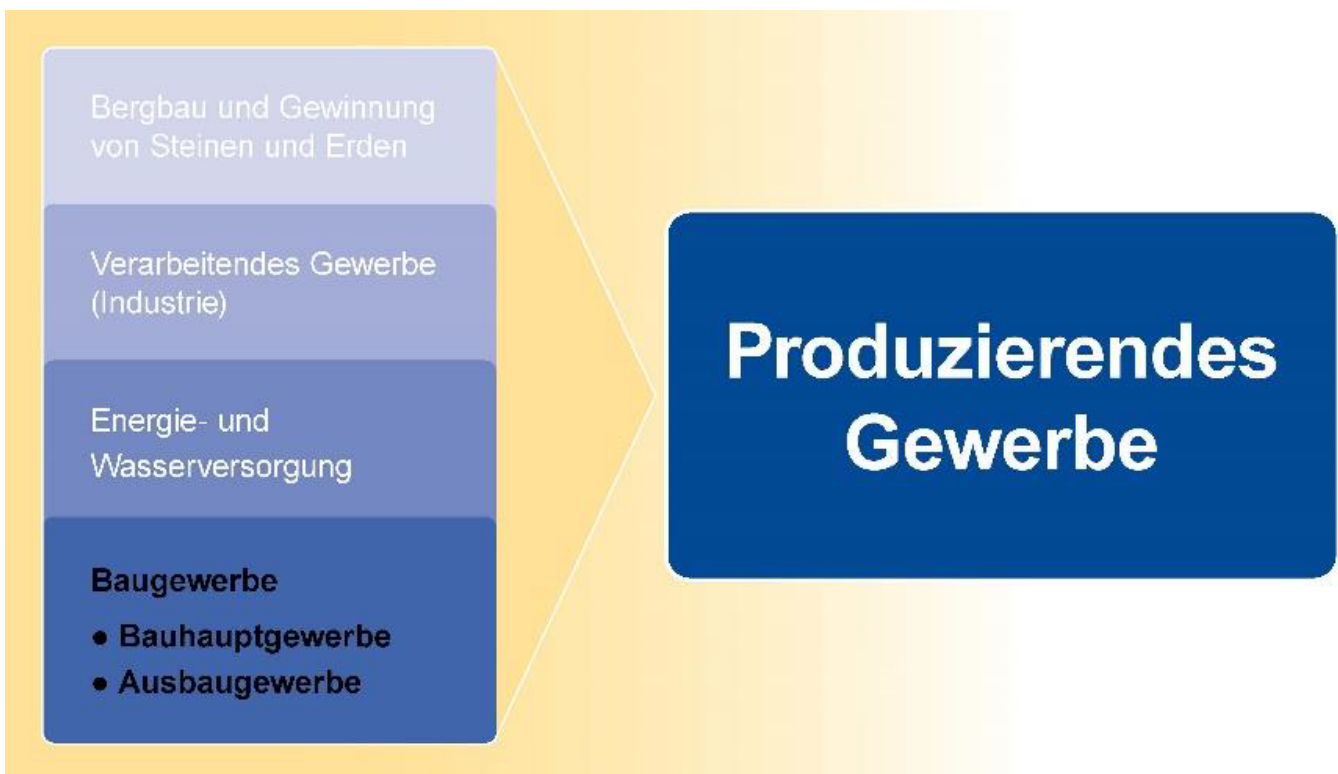 Bergbau und Gewinnung
von Steinen und Erden
Verarbeitendes Gewerbe
(Industrie)
Energie- und
Wasserversorgung
Baugewerbe
● Bauhauptgewerbe
● Ausbaugewerbe
Produzierendes
Gewerbe